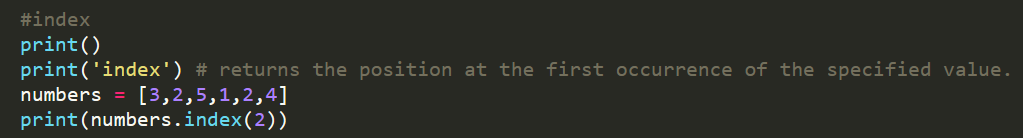 #index
print()
print('index') # returns the position at the first occurrence of the specified value.
numbers = [3,2,5,1,2,4]
print(numbers.index(2))